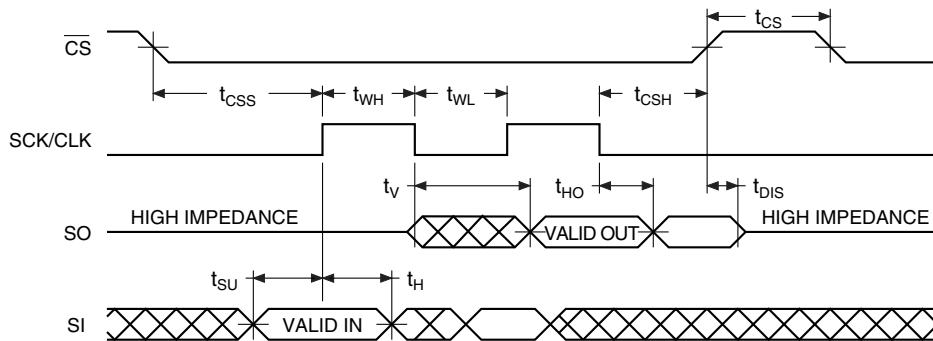 t_CS
CS
t_CSS t_WH t_WL t_CSH
SCK/CLK
t_V t_HO t_DIS
HIGH IMPEDANCE HIGH IMPEDANCE
SO VALID OUT
t_SU t_H
SI VALID IN